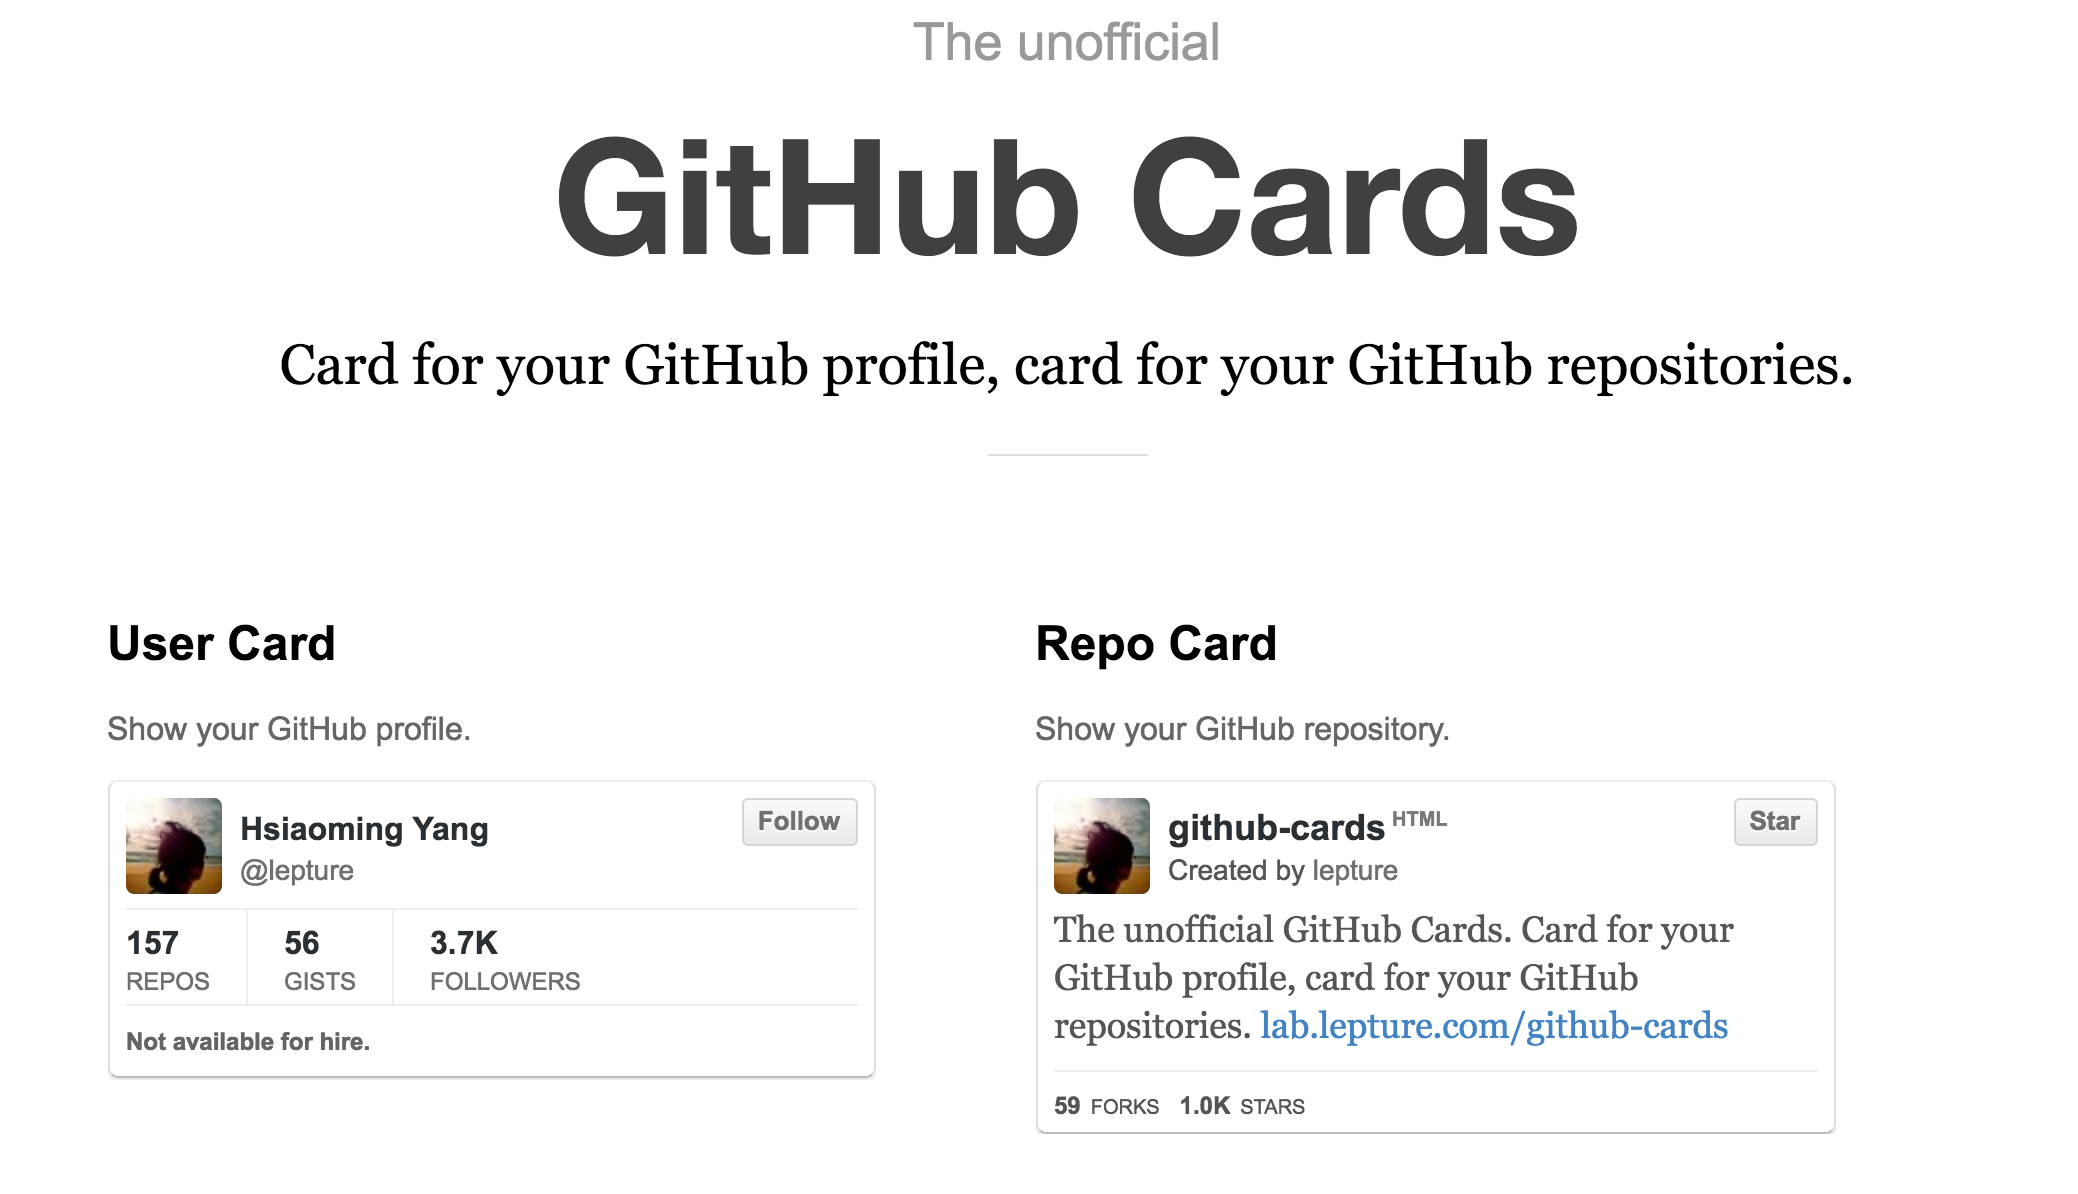 The unofficial
GitHub Cards
Card for your GitHub profile, card for your GitHub repositories.
User Card
Show your GitHub profile.
Hsiaoming Yang
Follow
@lepture
157
56
3.7K
REPOS
GISTS
FOLLOWERS
Not available for hire.
Repo Card
Show your GitHub repository.
github-cards HTML
Star
Created by lepture
The unofficial GitHub Cards. Card for your
GitHub profile, card for your GitHub
repositories. lab.lepture.com/github-cards
59 FORKS 1.0K STARS